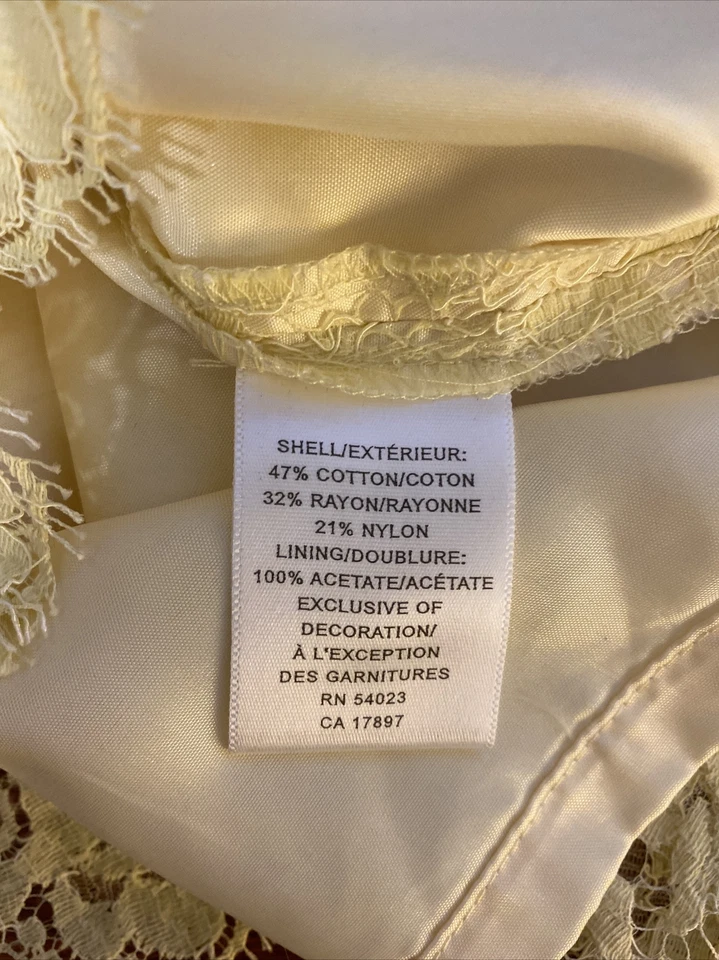 SHELL/EXTÉRIEUR:
47% COTTON/COTON
32% RAYON/RAYONNE
21% NYLON
LINING/DOUBLURE:
100% ACETATE/ACÉTATE
EXCLUSIVE OF
DECORATION/
À L'EXCEPTION
DES GARNITURES
RN 54023
CA 17897